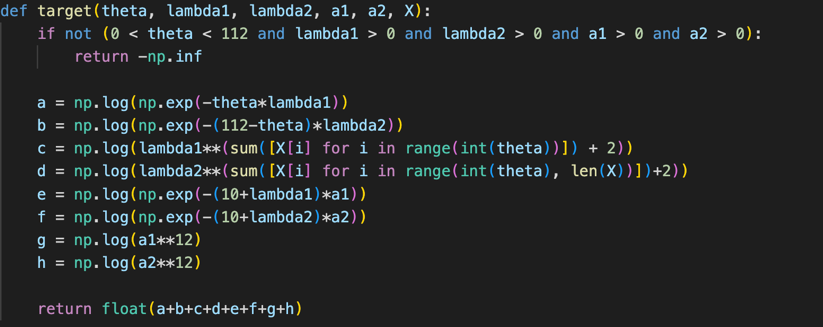 def target(theta, lambda1, lambda2, a1, a2, X):
    if not (0 < theta < 112 and lambda1 > 0 and lambda2 > 0 and a1 > 0 and a2 > 0):
        return -np.inf

    a = np.log(np.exp(-theta*lambda1))
    b = np.log(np.exp(-(112-theta)*lambda2))
    c = np.log(lambda1**(sum([X[i] for i in range(int(theta))]) + 2))
    d = np.log(lambda2**(sum([X[i] for i in range(int(theta), len(X))])+2))
    e = np.log(np.exp(-(10+lambda1)*a1))
    f = np.log(np.exp(-(10+lambda2)*a2))
    g = np.log(a1**12)
    h = np.log(a2**12)

    return float(a+b+c+d+e+f+g+h)